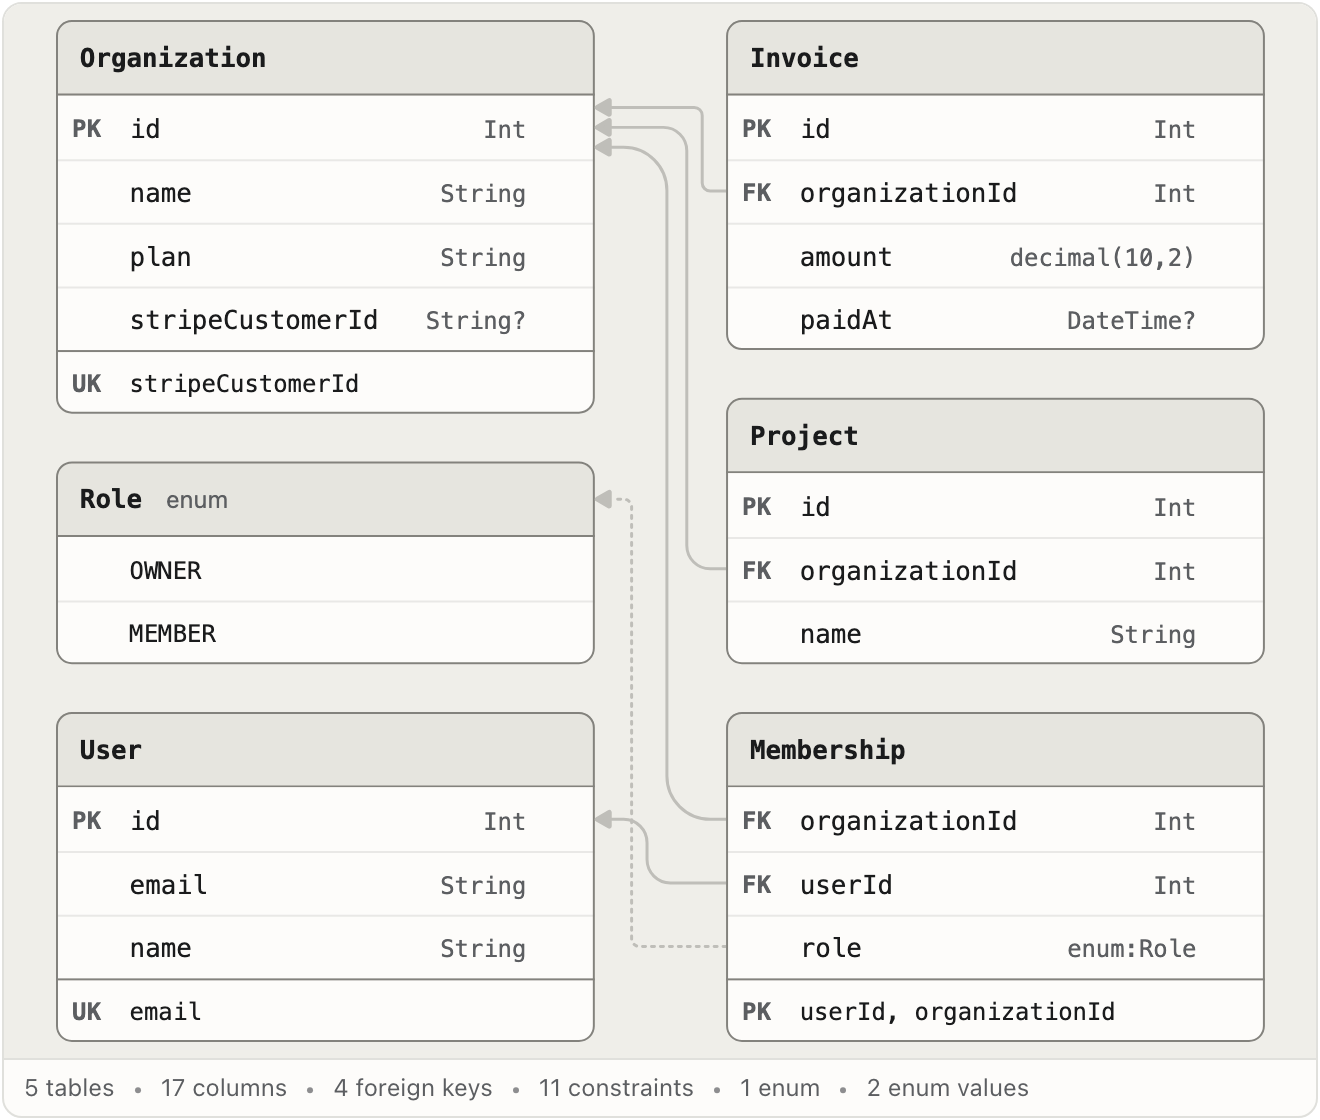 Organization
PK id Int
name String
plan String
stripeCustomerId String?
UK stripeCustomerId
Role enum
OWNER
MEMBER
User
PK id Int
email String
name String
UK email
Invoice
PK id Int
FK organizationId Int
amount decimal(10,2)
paidAt DateTime?
Project
PK id Int
FK organizationId Int
name String
Membership
FK organizationId Int
FK userId Int
role enum:Role
PK userId, organizationId
5 tables • 17 columns • 4 foreign keys • 11 constraints • 1 enum • 2 enum values